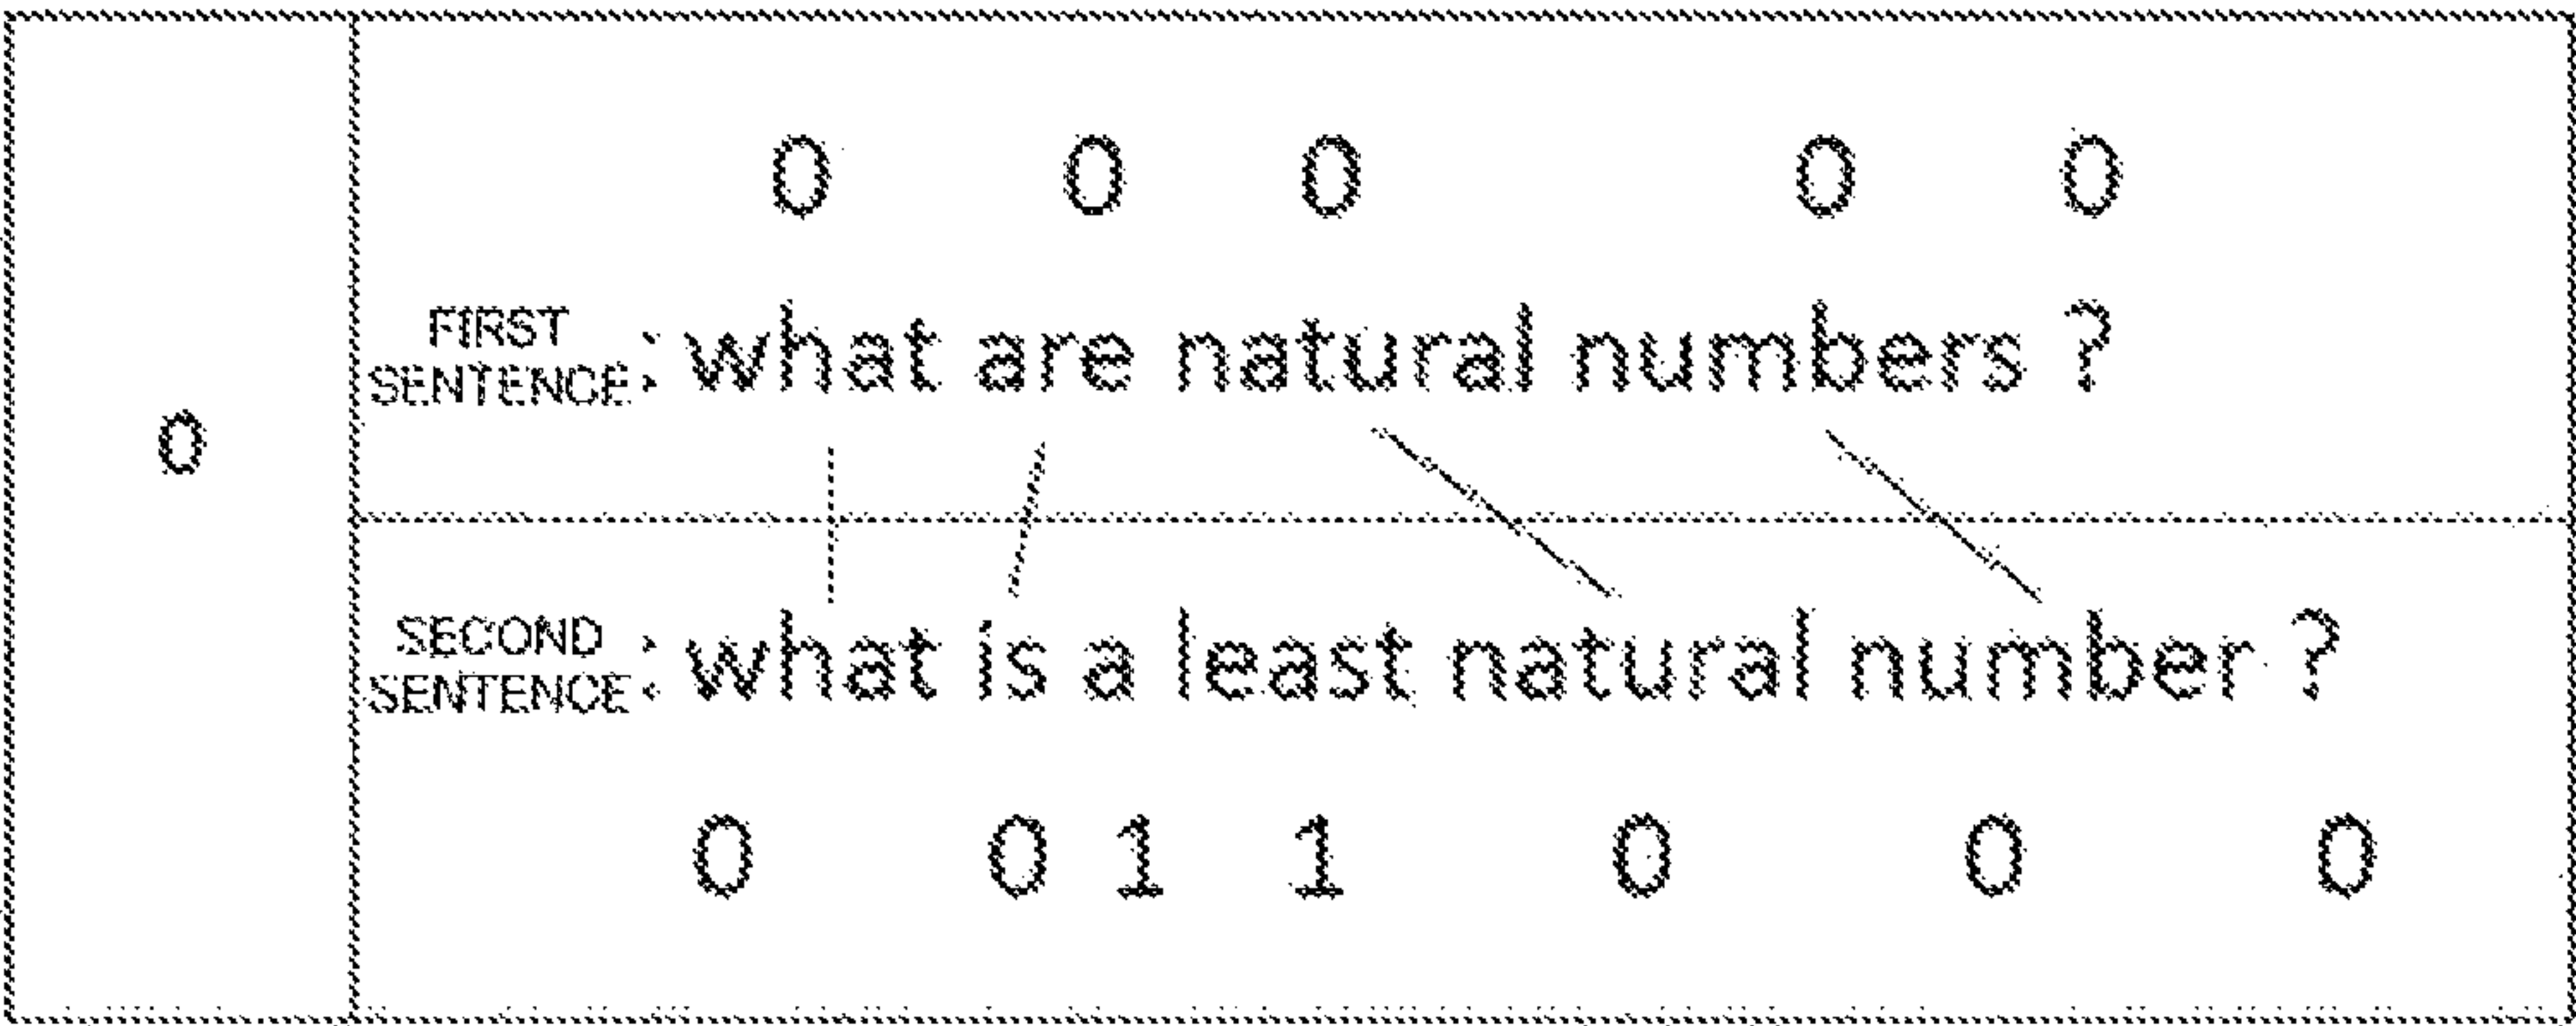 0 0 0 0 0
FIRST SENTENCE: what are natural numbers ?
0
SECOND SENTENCE: what is a least natural number ?
0 0 1 1 0 0 0